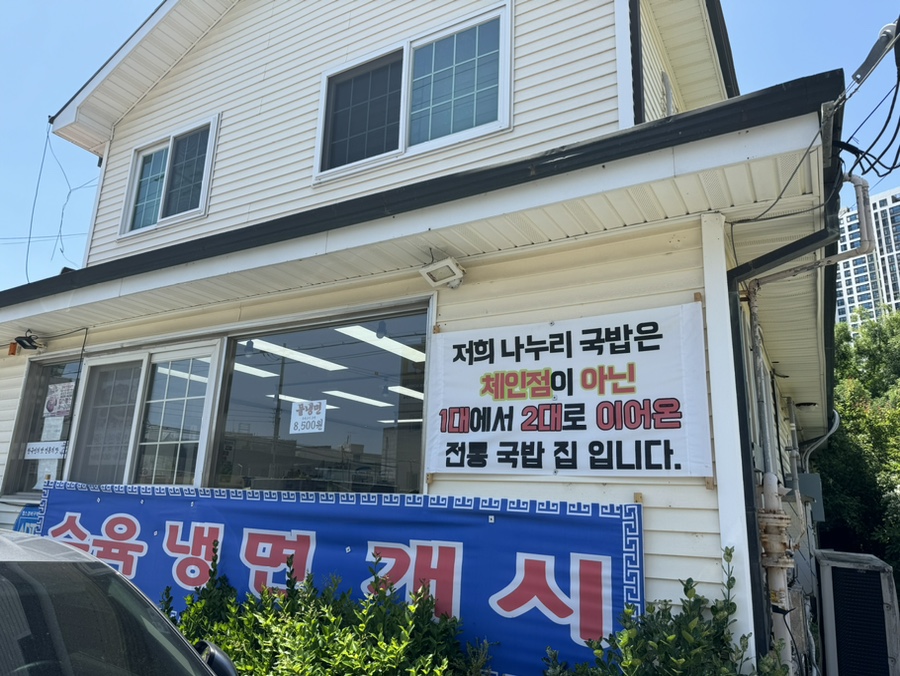 저희 나누리 국밥은
체인점이 아닌
1대에서 2대로 이어온
전통 국밥 집 입니다.
물냉면
8,500원
수육 냉면 개시